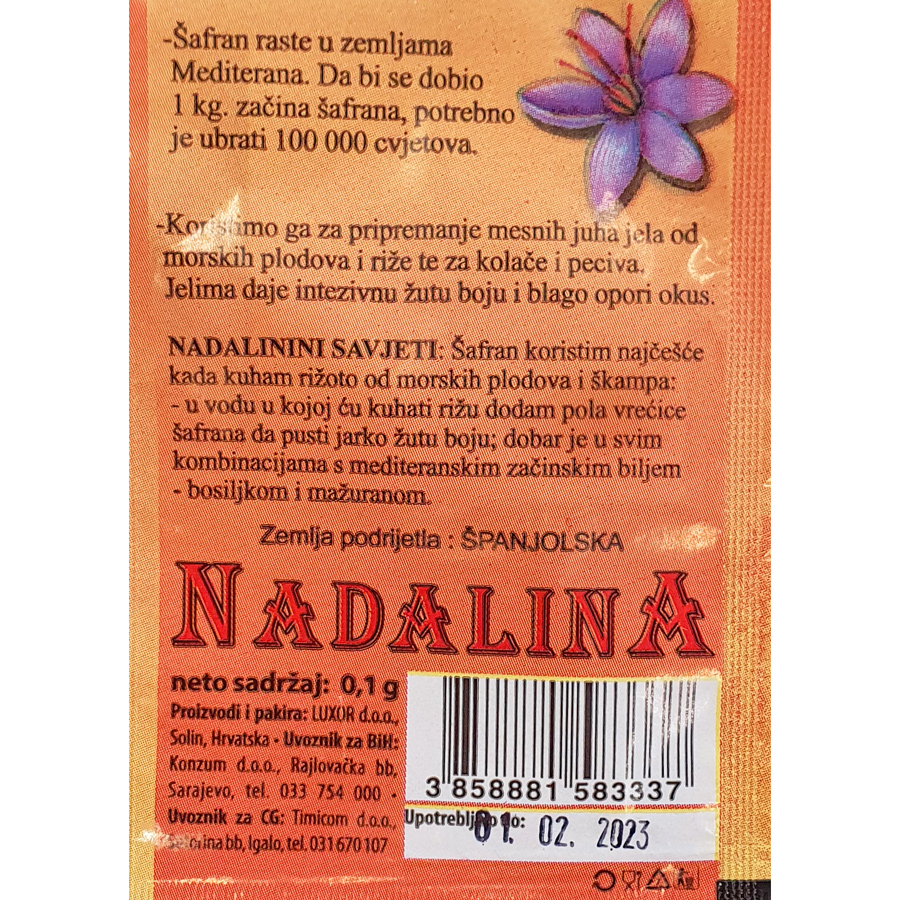 -Šafran raste u zemljama
Mediterana. Da bi se dobio
1 kg. začina šafrana, potrebno
je ubrati 100 000 cvjetova.
-Koristimo ga za pripremanje mesnih juha jela od
morskih plodova i riže te za kolače i peciva.
Jelima daje intezivnu žutu boju i blago opori okus.
NADALININI SAVJETI: Šafran koristim najčešće
kada kuham rižoto od morskih plodova i škampa:
- u vodu u kojoj ću kuhati rižu dodam pola vrećice
šafrana da pusti jarko žutu boju; dobar je u svim
kombinacijama s mediteranskim začinskim biljem
- bosiljkom i mažuranom.
Zemlja podrijetla : ŠPANJOLSKA
NADALINA
neto sadržaj: 0,1 g
Proizvodi i pakira: LUXOR d.o.o.,
Solin, Hrvatska • Uvoznik za BiH:
Konzum d.o.o., Rajlovačka bb,
Sarajevo, tel. 033 754 000 •
Uvoznik za CG: Timicom d.o.o.,
bb, Igalo, tel. 031 670 107
3 858881 583337
Upotrebljivo do: 01. 02. 2023